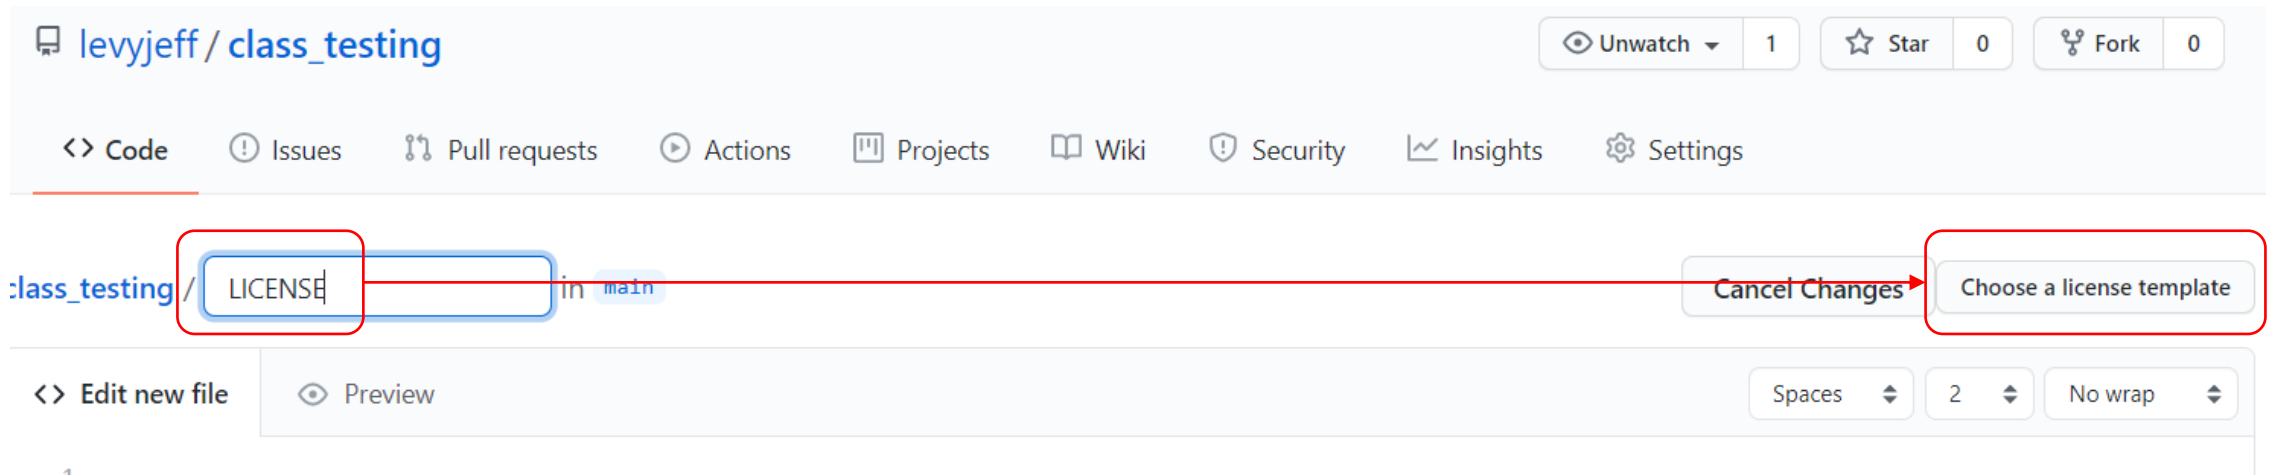 levyjeff / class_testing
Unwatch 1 Star 0 Fork 0
Code Issues Pull requests Actions Projects Wiki Security Insights Settings
class_testing / LICENSE in main Cancel Changes Choose a license template
Edit new file Preview Spaces 2 No wrap
1